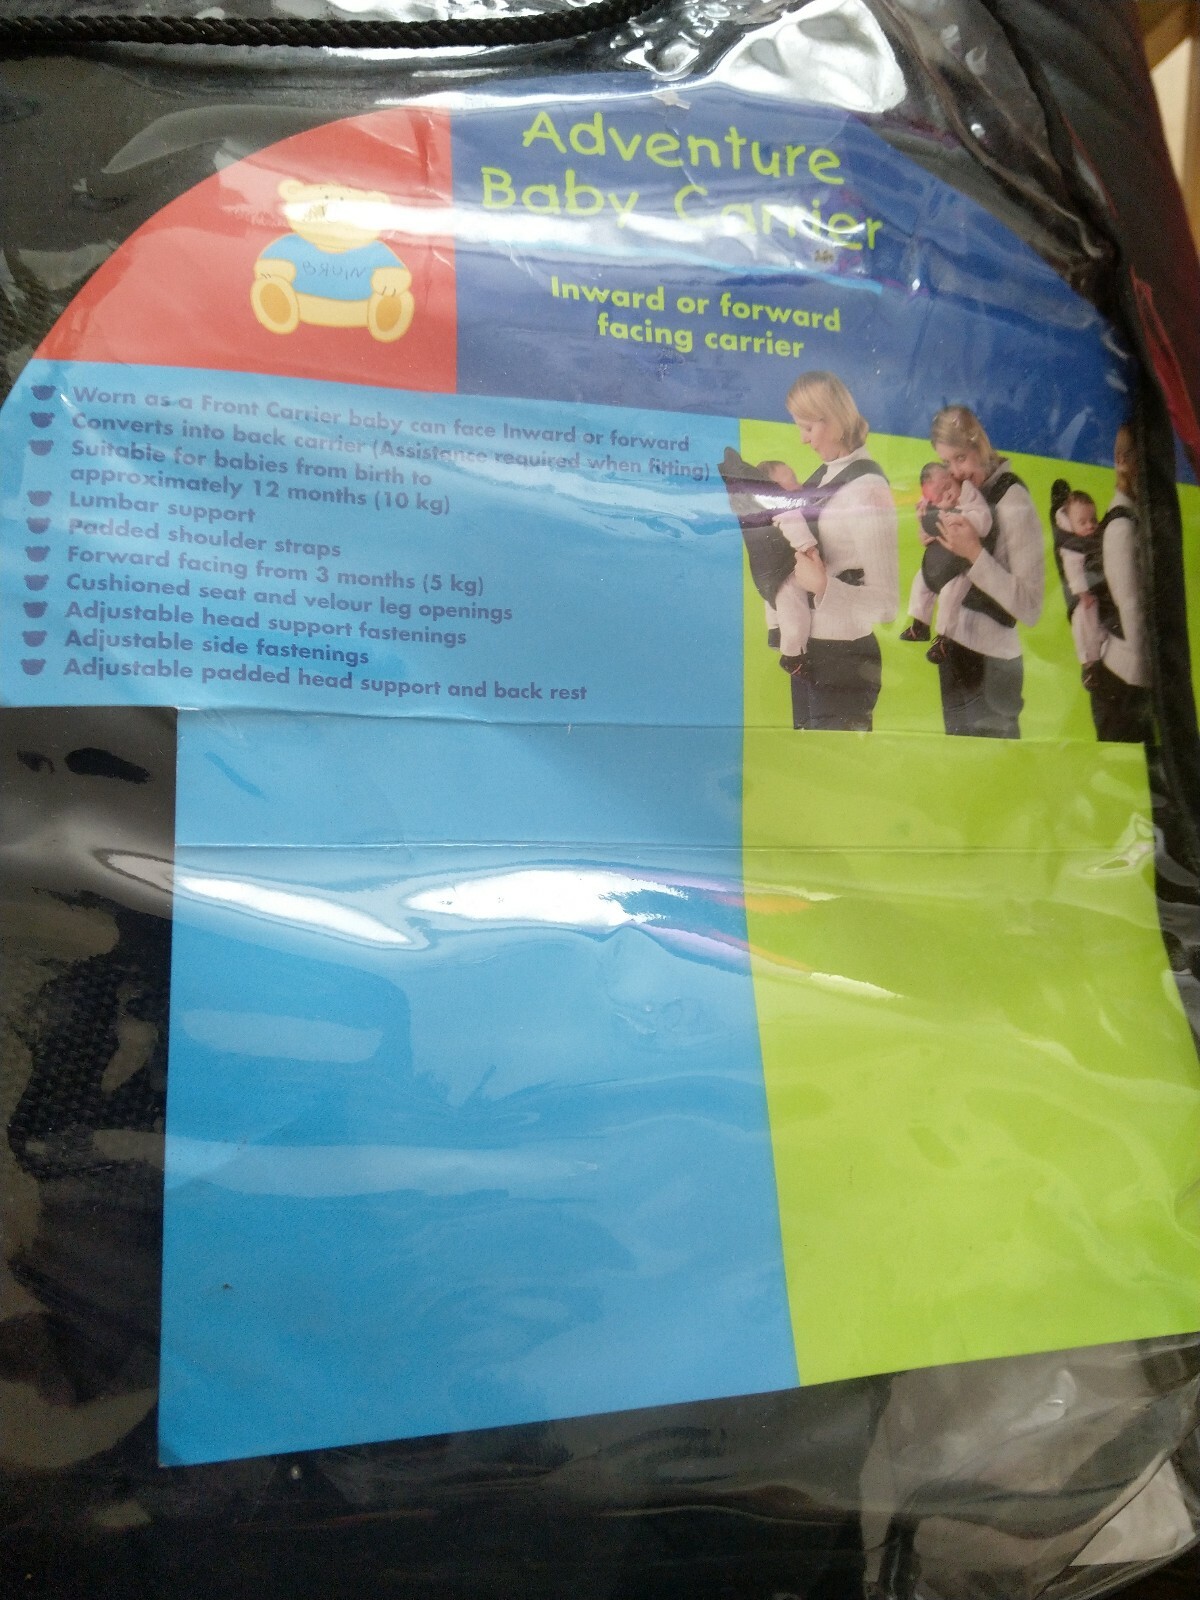 Adventure
Baby Carrier
BRUIN
Inward or forward
facing carrier
Worn as a Front Carrier baby can face Inward or forward
Converts into back carrier (Assistance required when fitting)
Suitable for babies from birth to
approximately 12 months (10 kg)
Lumbar support
Padded shoulder straps
Forward facing from 3 months (5 kg)
Cushioned seat and velour leg openings
Adjustable head support fastenings
Adjustable side fastenings
Adjustable padded head support and back rest